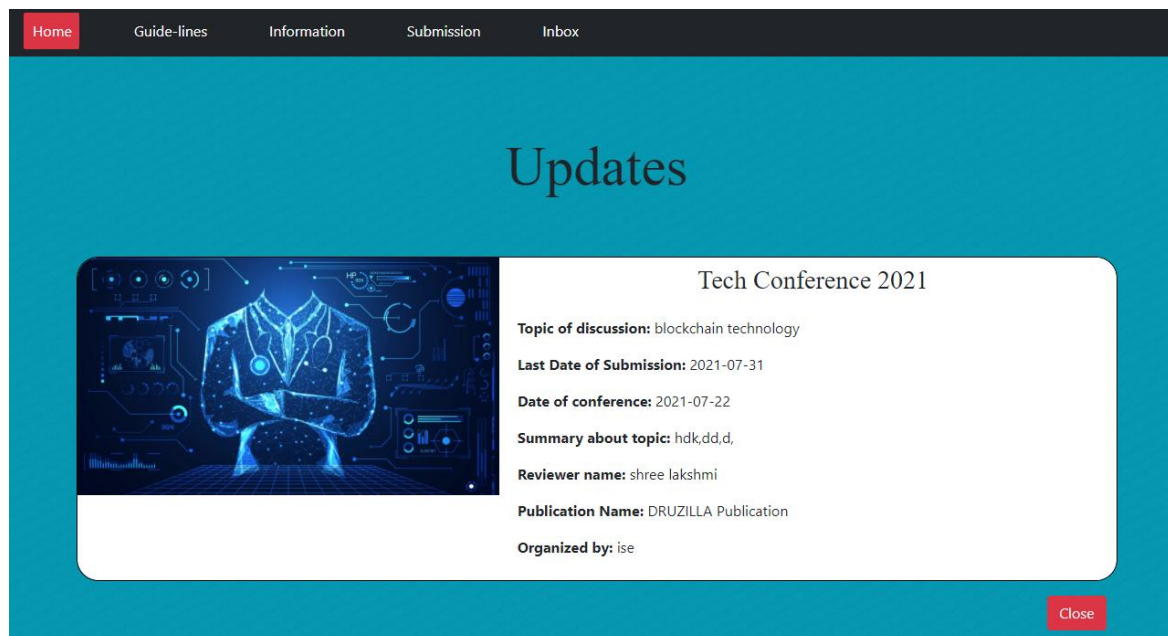 Home Guide-lines Information Submission Inbox
Updates
HP
Tech Conference 2021
Topic of discussion: blockchain technology
Last Date of Submission: 2021-07-31
Date of conference: 2021-07-22
Summary about topic: hdk,dd,d,
Reviewer name: shree lakshmi
Publication Name: DRUZILLA Publication
Organized by: ise
Close